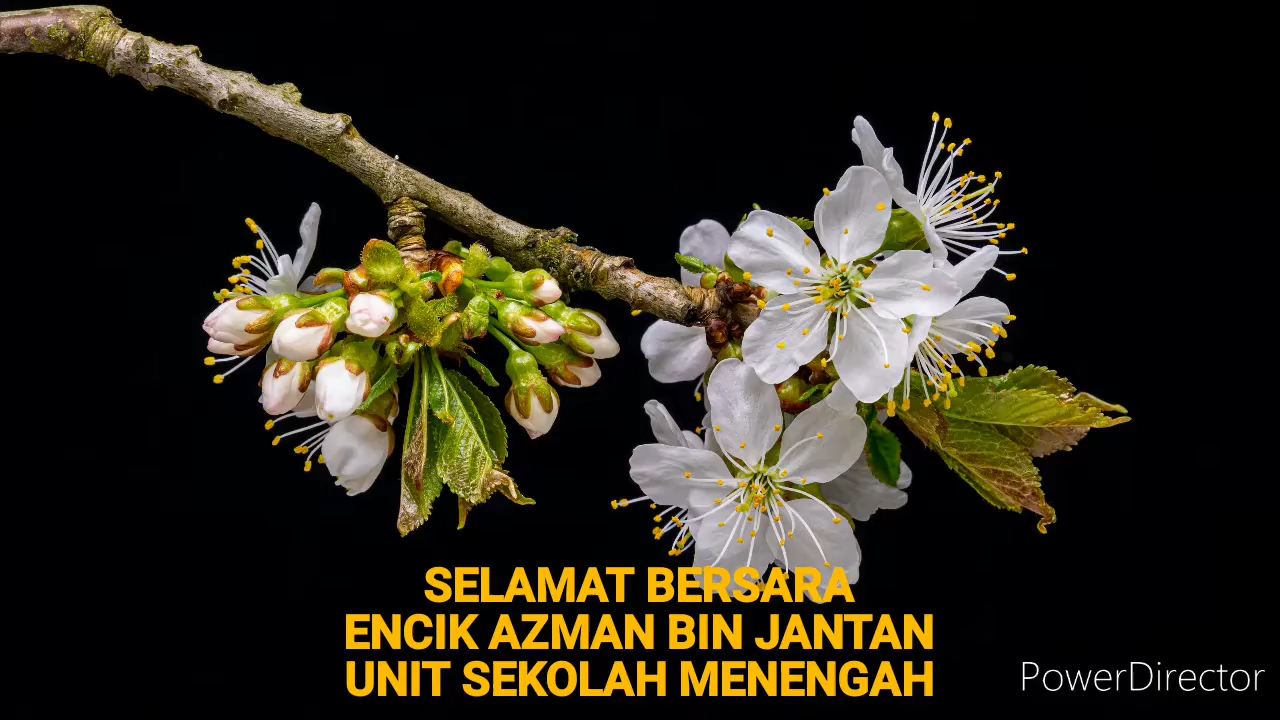 SELAMAT BERSARA
ENCIK AZMAN BIN JANTAN
UNIT SEKOLAH MENENGAH
PowerDirector